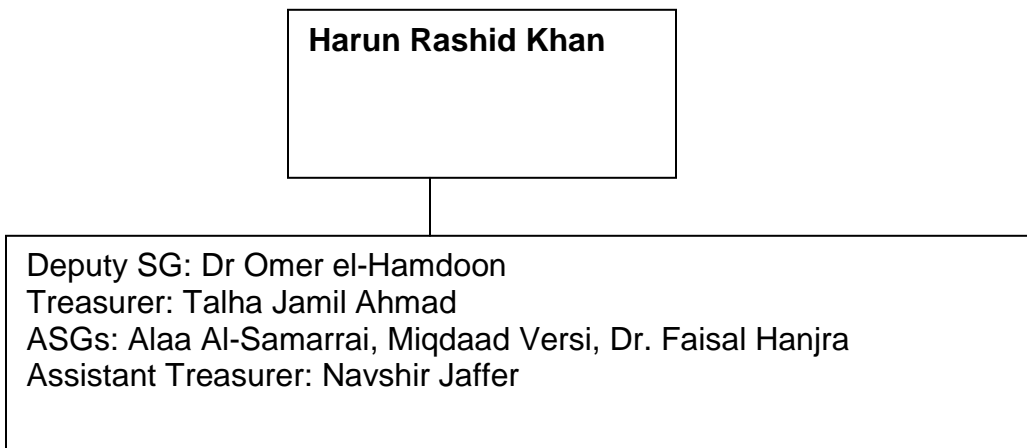 Harun Rashid Khan
Deputy SG: Dr Omer el-Hamdoon
Treasurer: Talha Jamil Ahmad
ASGs: Alaa Al-Samarrai, Miqdaad Versi, Dr. Faisal Hanjra
Assistant Treasurer: Navshir Jaffer